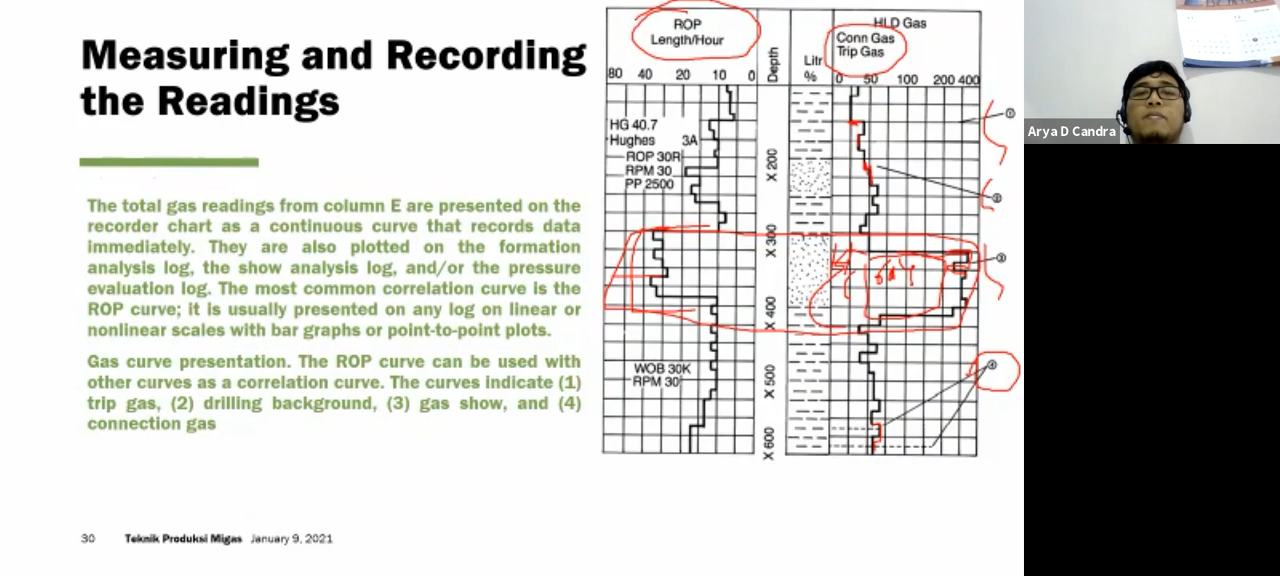 Measuring and Recording
the Readings
The total gas readings from column E are presented on the
recorder chart as a continuous curve that records data
immediately. They are also plotted on the formation
analysis log, the show analysis log, and/or the pressure
evaluation log. The most common correlation curve is the
ROP curve; it is usually presented on any log on linear or
nonlinear scales with bar graphs or point-to-point plots.
Gas curve presentation. The ROP curve can be used with
other curves as a correlation curve. The curves indicate (1)
trip gas, (2) drilling background, (3) gas show, and (4)
connection gas
30 Teknik Produksi Migas January 9, 2021
ROP
Length/Hour
80 40 20 10 0
Depth
Litr
%
HLD Gas
Conn Gas
Trip Gas
0 50 100 200 400
HG 40.7
Hughes 3A
ROP 30R
RPM 30
PP 2500
WOB 30K
RPM 30
X 200
X 300
X 400
X 500
X 600
1
2
3
4
Arya D Candra